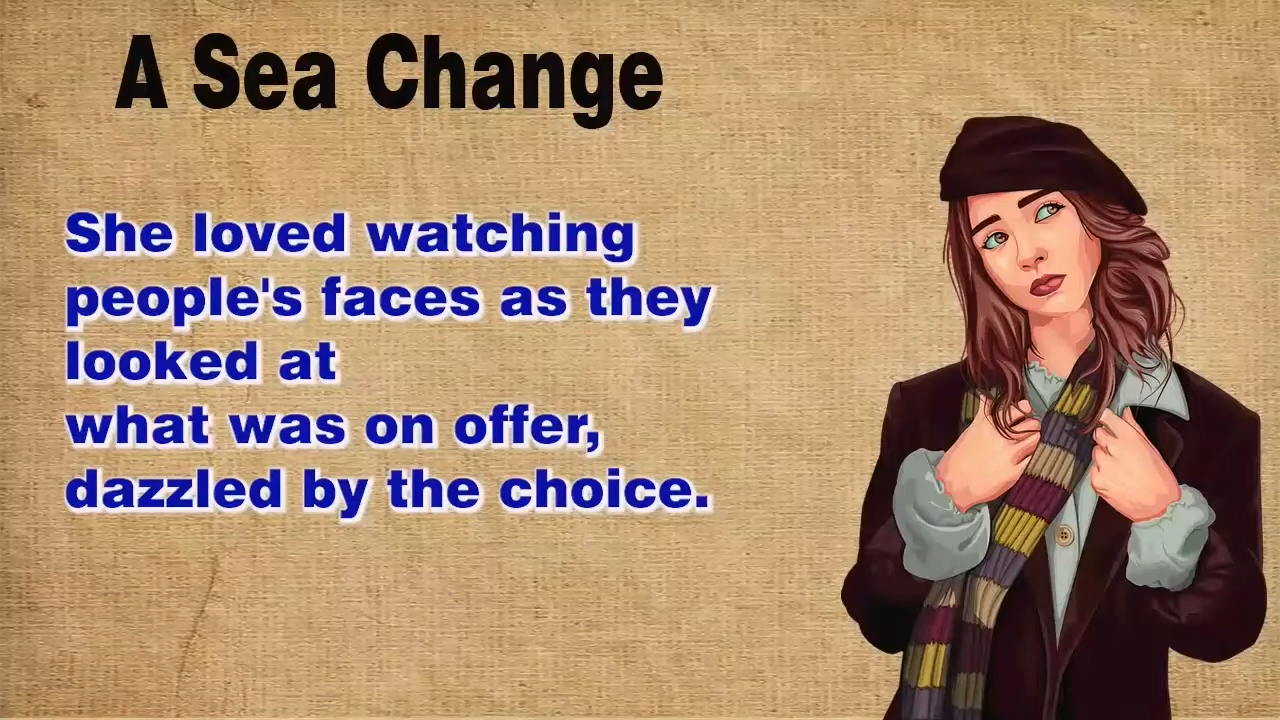 A Sea Change
She loved watching
people's faces as they
looked at
what was on offer,
dazzled by the choice.